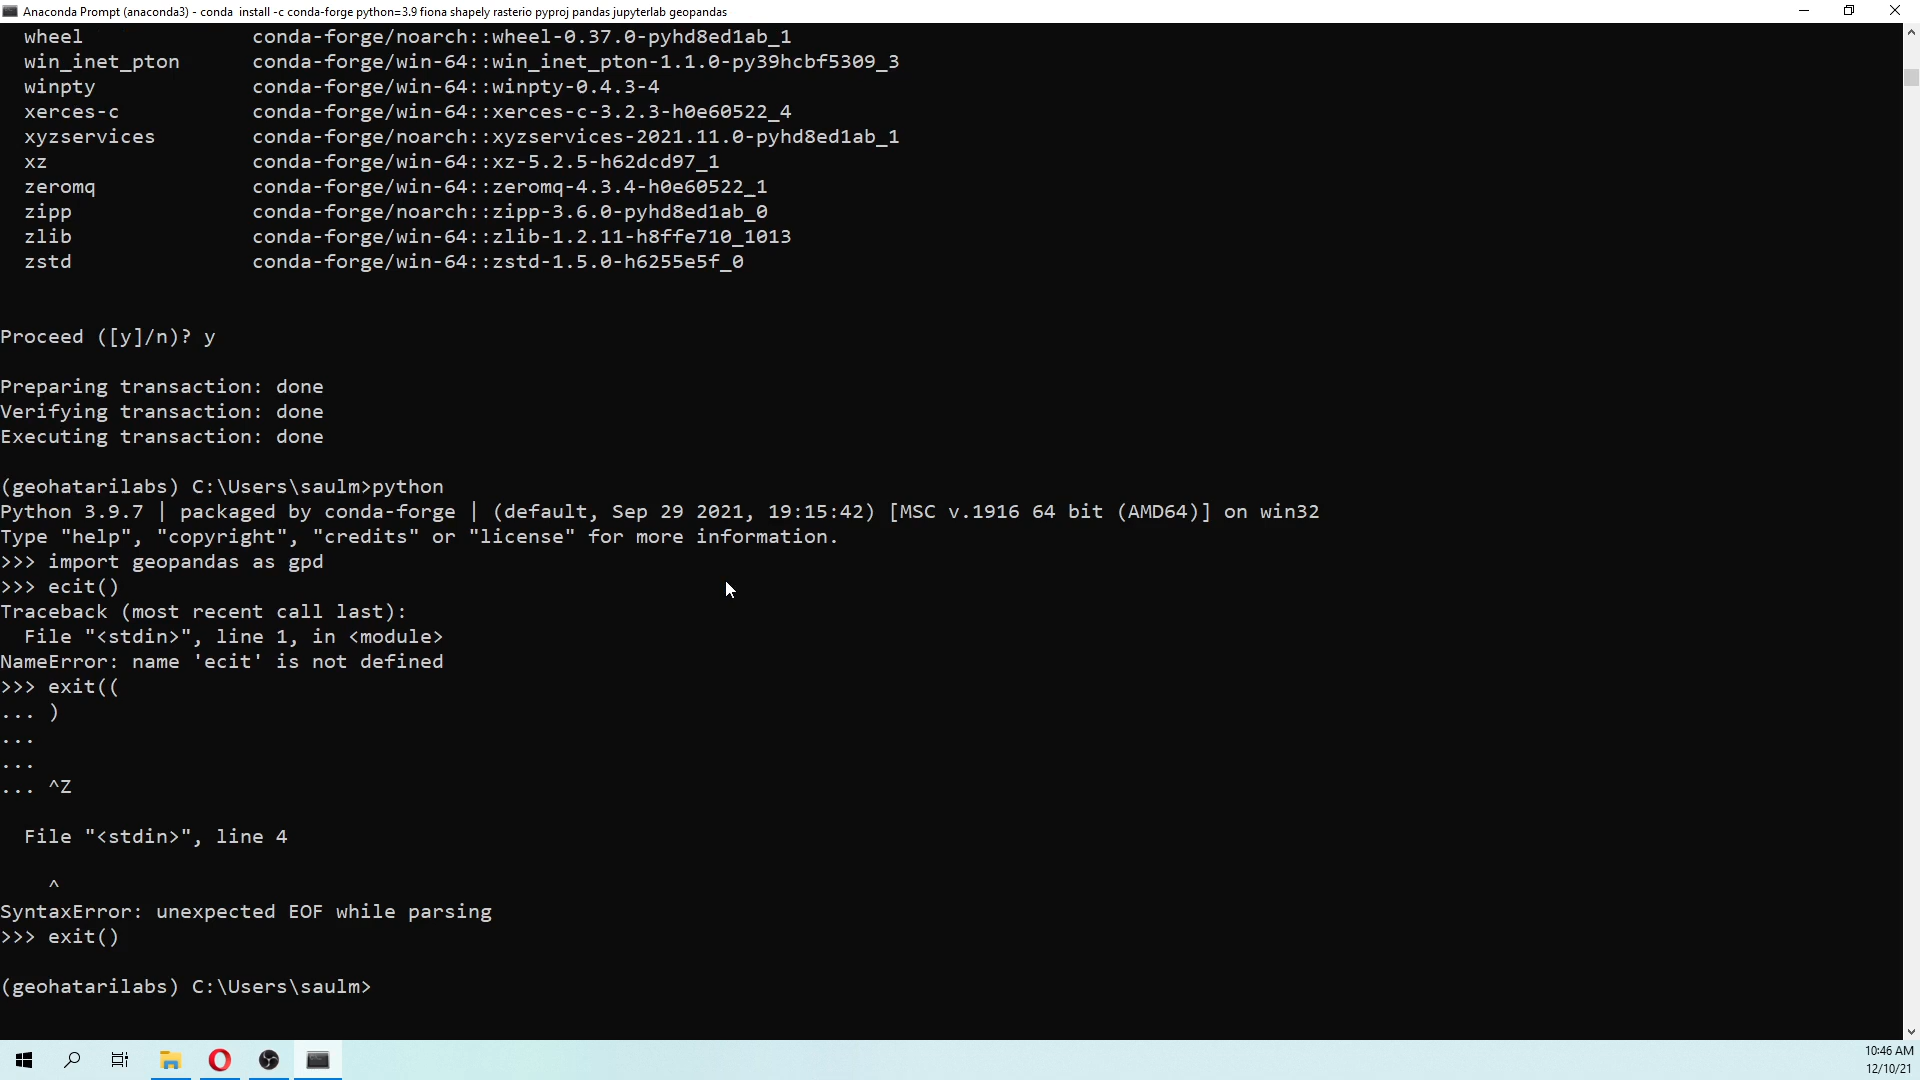 Anaconda Prompt (anaconda3) - conda  install -c conda-forge python=3.9 fiona shapely rasterio pyproj pandas jupyterlab geopandas
wheel              conda-forge/noarch::wheel-0.37.0-pyhd8ed1ab_1
win_inet_pton      conda-forge/win-64::win_inet_pton-1.1.0-py39hcbf5309_3
winpty             conda-forge/win-64::winpty-0.4.3-4
xerces-c           conda-forge/win-64::xerces-c-3.2.3-h0e60522_4
xyzservices        conda-forge/noarch::xyzservices-2021.11.0-pyhd8ed1ab_1
xz                 conda-forge/win-64::xz-5.2.5-h62dcd97_1
zeromq             conda-forge/win-64::zeromq-4.3.4-h0e60522_1
zipp               conda-forge/noarch::zipp-3.6.0-pyhd8ed1ab_0
zlib               conda-forge/win-64::zlib-1.2.11-h8ffe710_1013
zstd               conda-forge/win-64::zstd-1.5.0-h6255e5f_0
Proceed ([y]/n)? y
Preparing transaction: done
Verifying transaction: done
Executing transaction: done
(geohatarilabs) C:\Users\saulm>python
Python 3.9.7 | packaged by conda-forge | (default, Sep 29 2021, 19:15:42) [MSC v.1916 64 bit (AMD64)] on win32
Type "help", "copyright", "credits" or "license" for more information.
>>> import geopandas as gpd
>>> ecit()
Traceback (most recent call last):
  File "<stdin>", line 1, in <module>
NameError: name 'ecit' is not defined
>>> exit((
... )
...
...
... ^Z
  File "<stdin>", line 4
    ^
SyntaxError: unexpected EOF while parsing
>>> exit()
(geohatarilabs) C:\Users\saulm>
10:46 AM
12/10/21